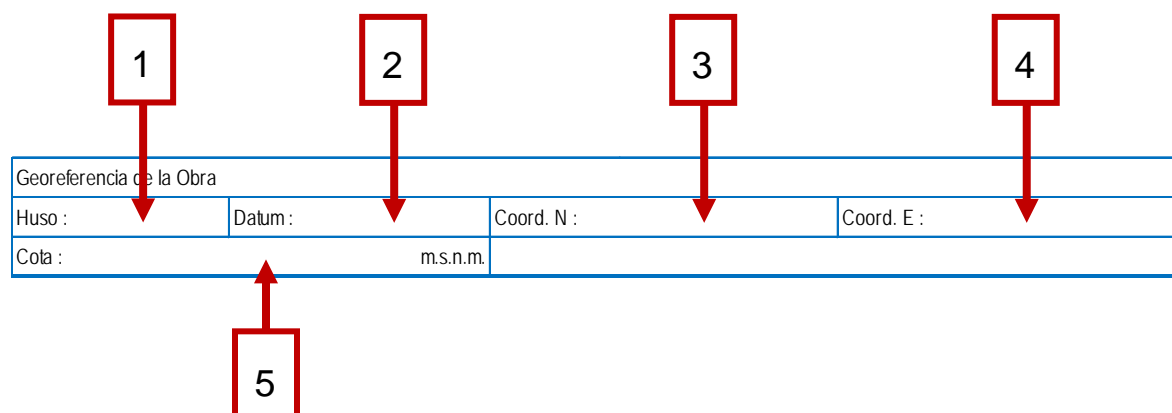 1 2 3 4
Georeferencia de la Obra
Huso : Datum : Coord. N : Coord. E :
Cota : m.s.n.m.
5